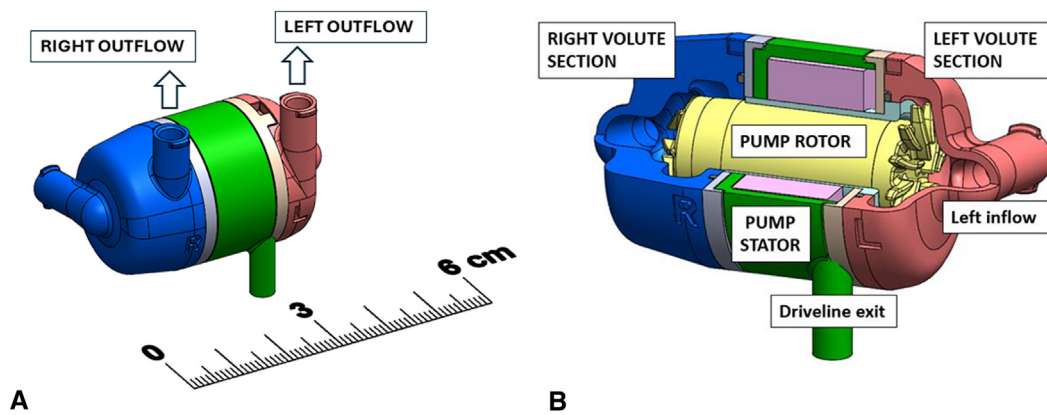 RIGHT OUTFLOW
LEFT OUTFLOW
R
L
0
3
6 cm
A
RIGHT VOLUTE
SECTION
LEFT VOLUTE
SECTION
PUMP ROTOR
R
PUMP
STATOR
L
Left inflow
Driveline exit
B